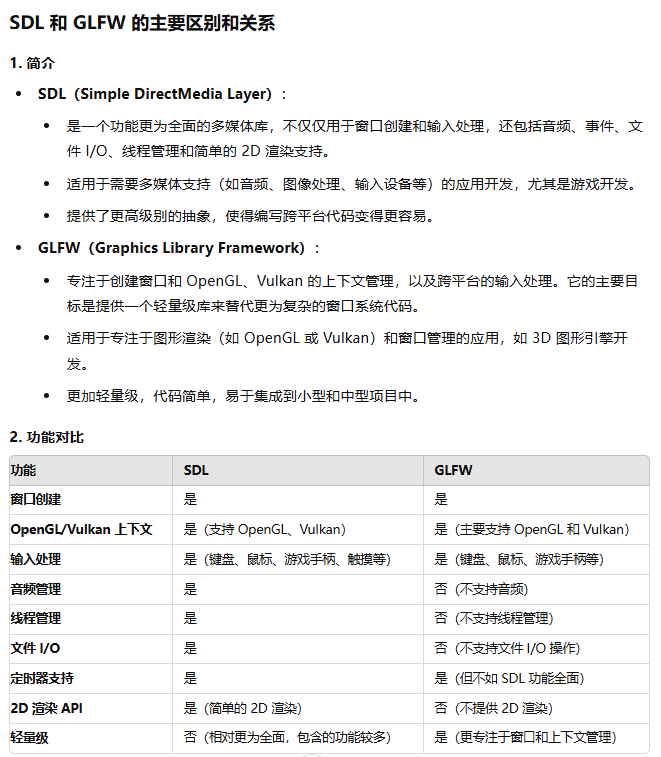 SDL 和 GLFW 的主要区别和关系
1. 简介
• SDL（Simple DirectMedia Layer）：
• 是一个功能更为全面的多媒体库，不仅仅用于窗口创建和输入处理，还包括音频、事件、文
件 I/O、线程管理和简单的 2D 渲染支持。
• 适用于需要多媒体支持（如音频、图像处理、输入设备等）的应用开发，尤其是游戏开发。
• 提供了更高级别的抽象，使得编写跨平台代码变得更容易。
• GLFW（Graphics Library Framework）：
• 专注于创建窗口和 OpenGL、Vulkan 的上下文管理，以及跨平台的输入处理。它的主要目
标是提供一个轻量级库来替代更为复杂的窗口系统代码。
• 适用于专注于图形渲染（如 OpenGL 或 Vulkan）和窗口管理的应用，如 3D 图形引擎开
发。
• 更加轻量级，代码简单，易于集成到小型和中型项目中。
2. 功能对比
功能 SDL GLFW
窗口创建 是 是
OpenGL/Vulkan 上下文 是（支持 OpenGL、Vulkan） 是（主要支持 OpenGL 和 Vulkan）
输入处理 是（键盘、鼠标、游戏手柄、触摸等） 是（键盘、鼠标、游戏手柄等）
音频管理 是 否（不支持音频）
线程管理 是 否（不支持线程管理）
文件 I/O 是 否（不支持文件 I/O 操作）
定时器支持 是 是（但不如 SDL 功能全面）
2D 渲染 API 是（简单的 2D 渲染） 否（不提供 2D 渲染）
轻量级 否（相对更为全面，包含的功能较多） 是（更专注于窗口和上下文管理）